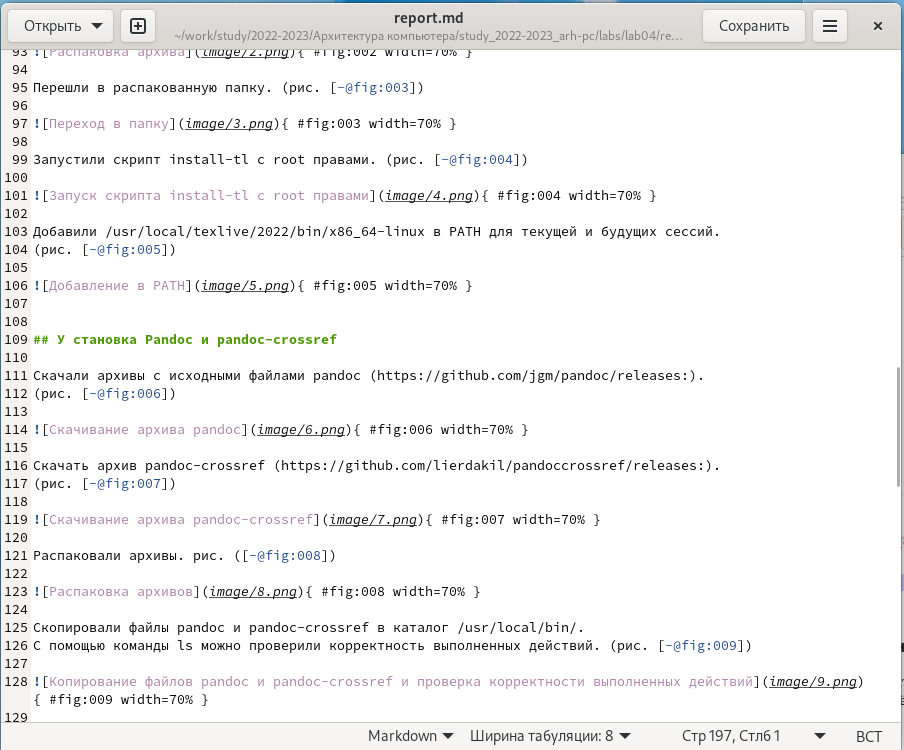 Открыть
report.md
~/work/study/2022-2023/Архитектура компьютера/study_2022-2023_arh-pc/labs/lab04/re...
Сохранить
93 ![Распаковка архива](image/2.png){ #fig:002 width=70% }
94
95 Перешли в распакованную папку. (рис. [-@fig:003])
96
97 ![Переход в папку](image/3.png){ #fig:003 width=70% }
98
99 Запустили скрипт install-tl с root правами. (рис. [-@fig:004])
100
101 ![Запуск скрипта install-tl с root правами](image/4.png){ #fig:004 width=70% }
102
103 Добавили /usr/local/texlive/2022/bin/x86_64-linux в PATH для текущей и будущих сессий.
104 (рис. [-@fig:005])
105
106 ![Добавление в PATH](image/5.png){ #fig:005 width=70% }
107
108
109 ## У становка Pandoc и pandoc-crossref
110
111 Скачали архивы с исходными файлами pandoc (https://github.com/jgm/pandoc/releases:).
112 (рис. [-@fig:006])
113
114 ![Скачивание архива pandoc](image/6.png){ #fig:006 width=70% }
115
116 Скачать архив pandoc-crossref (https://github.com/lierdakil/pandoccrossref/releases:).
117 (рис. [-@fig:007])
118
119 ![Скачивание архива pandoc-crossref](image/7.png){ #fig:007 width=70% }
120
121 Распаковали архивы. рис. ([-@fig:008])
122
123 ![Распаковка архивов](image/8.png){ #fig:008 width=70% }
124
125 Скопировали файлы pandoc и pandoc-crossref в каталог /usr/local/bin/.
126 С помощью команды ls можно проверили корректность выполненных действий. (рис. [-@fig:009])
127
128 ![Копирование файлов pandoc и pandoc-crossref и проверка корректности выполненных действий](image/9.png)
{ #fig:009 width=70% }
129
Markdown Ширина табуляции: 8 Стр 197, Стлб 1 ВСТ